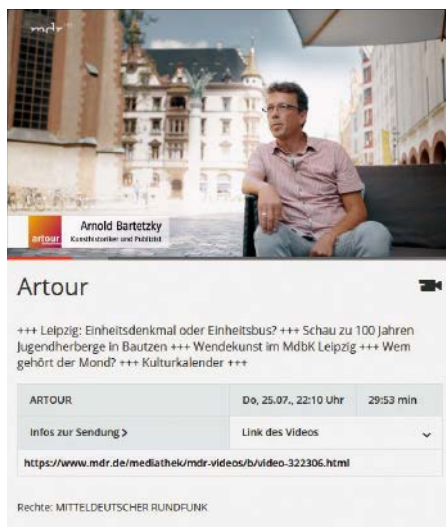 mdr
Arnold Bartetzky
artour
Kunsthistoriker und Publizist
Artour
+++ Leipzig: Einheitsdenkmal oder Einheitsbus? +++ Schau zu 100 Jahren
Jugendherberge in Bautzen +++ Wendekunst im MdbK Leipzig +++ Wem
gehört der Mond? +++ Kulturkalender +++
ARTOUR Do, 25.07., 22:10 Uhr 29:53 min
Infos zur Sendung > Link des Videos
https://www.mdr.de/mediathek/mdr-videos/b/video-322306.html
Rechte: MITTELDEUTSCHER RUNDFUNK